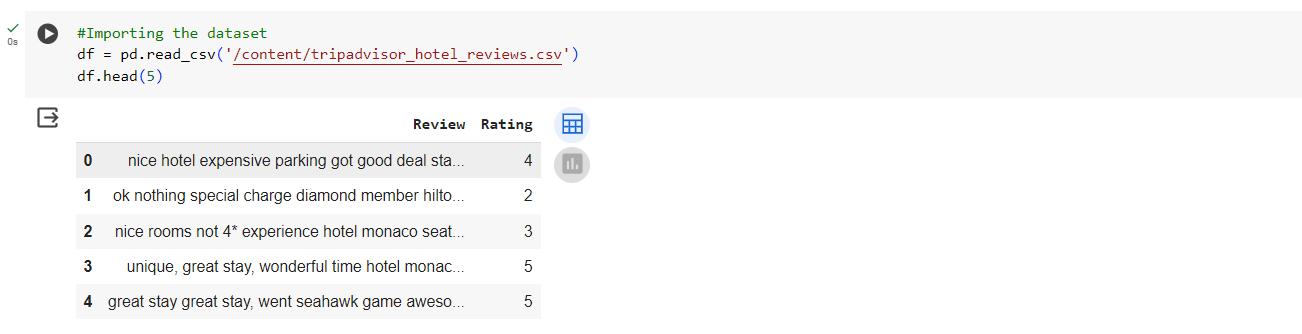 #Importing the dataset
0s
df = pd.read_csv('/content/tripadvisor_hotel_reviews.csv')
df.head(5)
Review Rating
0 nice hotel expensive parking got good deal sta... 4
1 ok nothing special charge diamond member hilto... 2
2 nice rooms not 4* experience hotel monaco seat... 3
3 unique, great stay, wonderful time hotel monac... 5
4 great stay great stay, went seahawk game aweso... 5